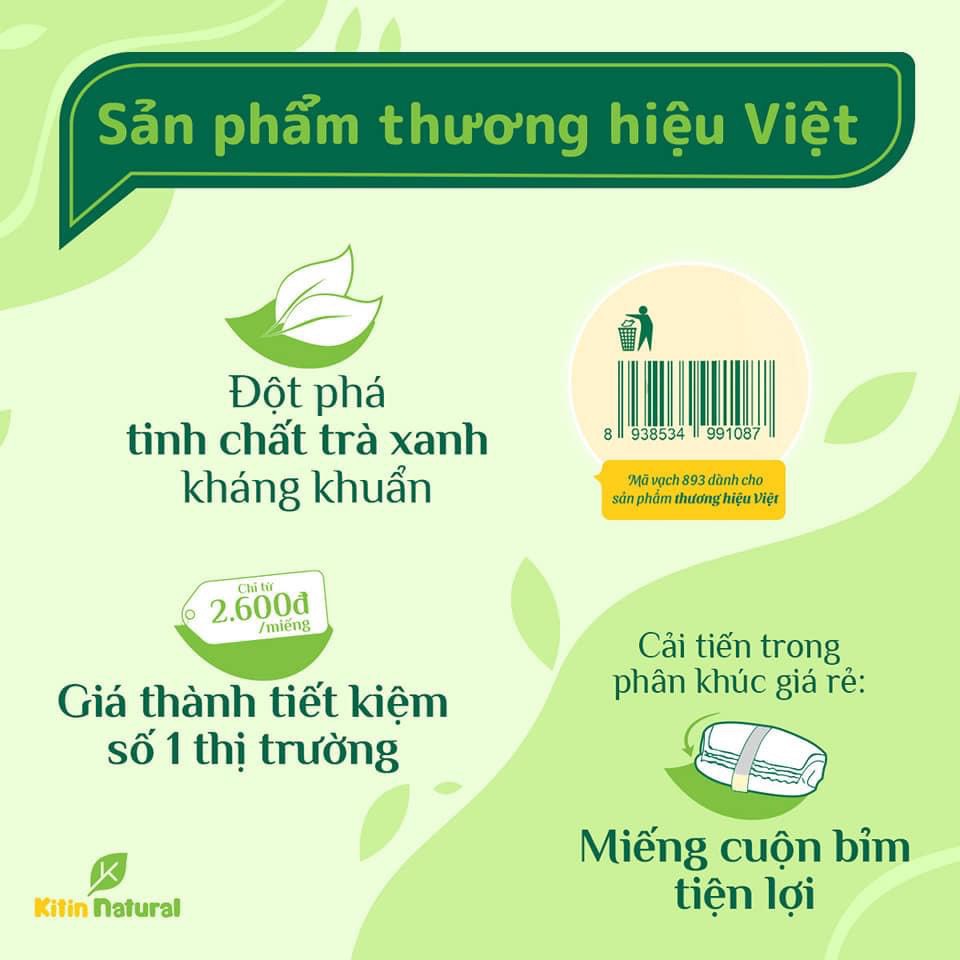 Sản phẩm thương hiệu Việt
Đột phá
tinh chất trà xanh
kháng khuẩn
8 938534 991087
Mã vạch 893 dành cho
sản phẩm thương hiệu Việt
Chỉ từ
2.600đ
/miếng
Giá thành tiết kiệm
số 1 thị trường
Cải tiến trong
phân khúc giá rẻ:
Miếng cuộn bỉm
tiện lợi
K
Kitin Natural